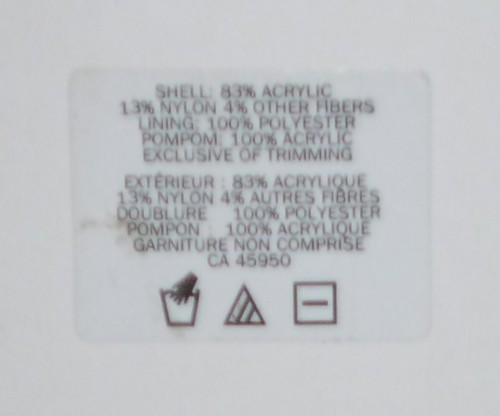 SHELL: 83% ACRYLIC
13% NYLON 4% OTHER FIBERS
LINING: 100% POLYESTER
POMPOM: 100% ACRYLIC
EXCLUSIVE OF TRIMMING
EXTÉRIEUR : 83% ACRYLIQUE
13% NYLON 4% AUTRES FIBRES
DOUBLURE 100% POLYESTER
POMPON : 100% ACRYLIQUE
GARNITURE NON COMPRISE
CA 45950